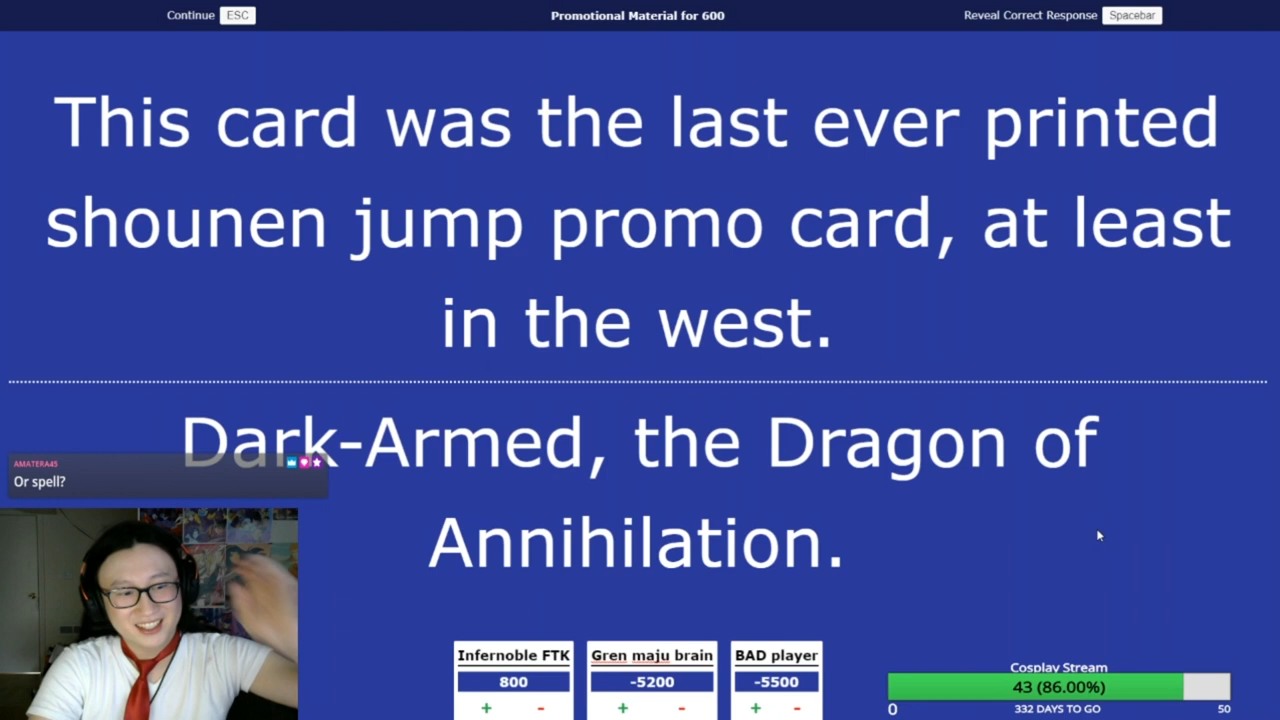 Continue ESC
Promotional Material for 600
Reveal Correct Response Spacebar
This card was the last ever printed
shounen jump promo card, at least
in the west.
Dark-Armed, the Dragon of
Annihilation.
AMATERA45
Or spell?
Infernoble FTK
800
+ -
Gren maju brain
-5200
+ -
BAD player
-5500
+ -
Cosplay Stream
43 (86.00%)
0 332 DAYS TO GO 50